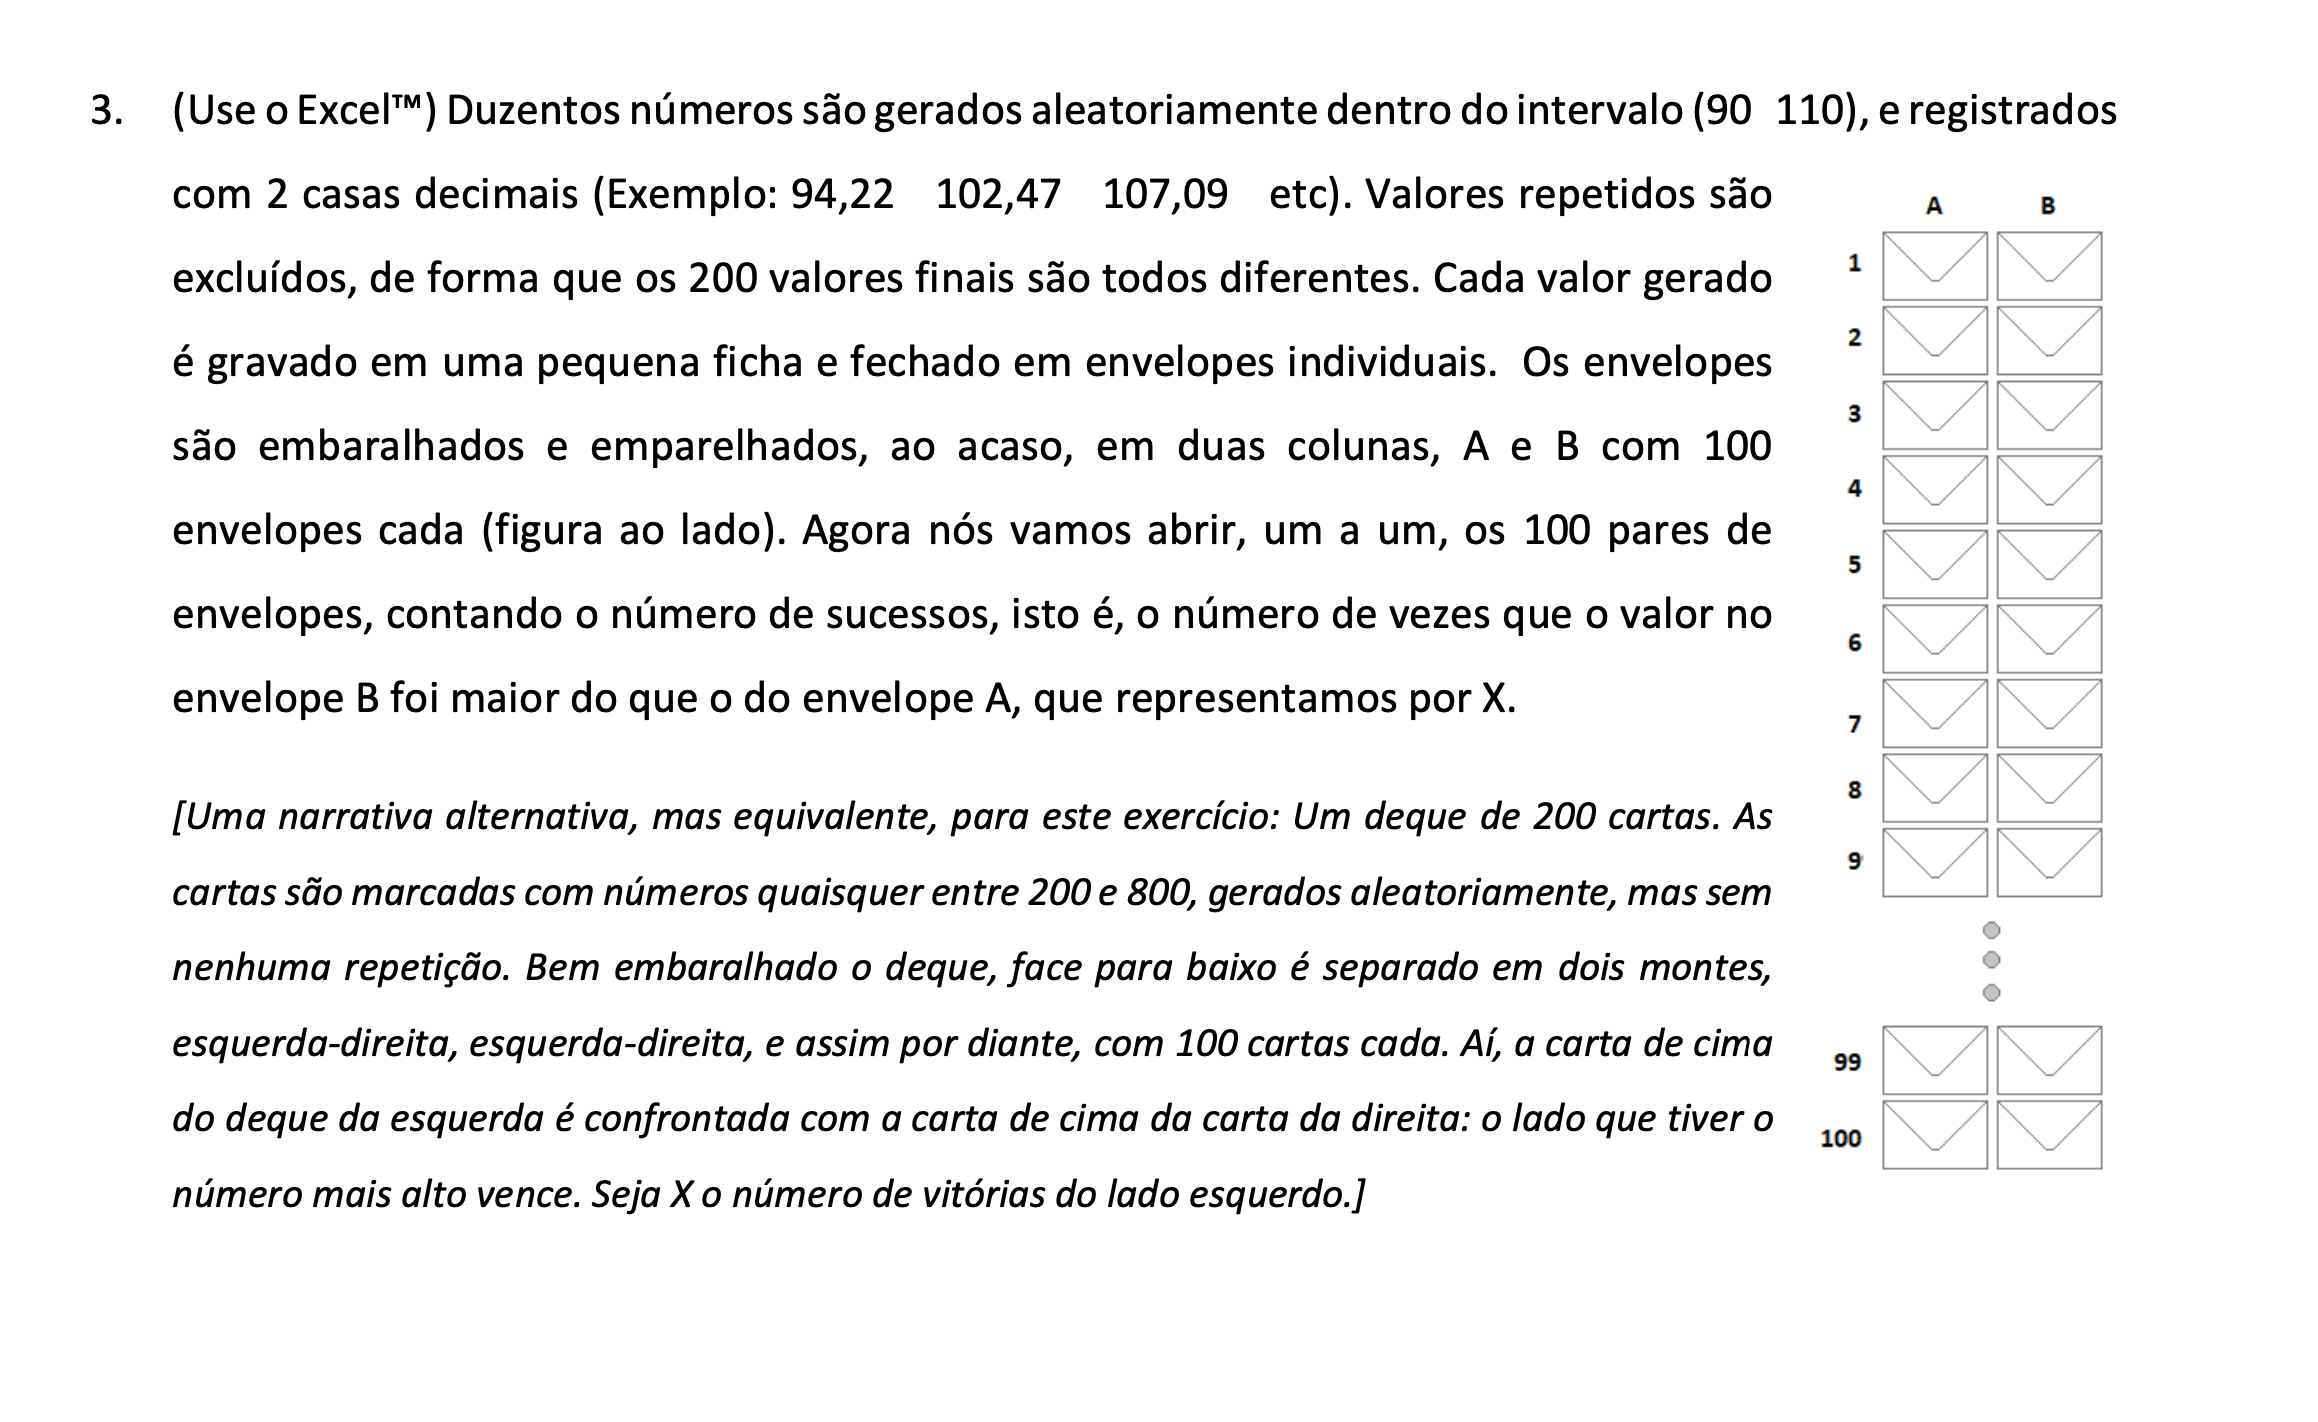 3. (Use o Excel™) Duzentos números são gerados aleatoriamente dentro do intervalo (90 110), e registrados
com 2 casas decimais (Exemplo: 94,22 102,47 107,09 etc). Valores repetidos são
excluídos, de forma que os 200 valores finais são todos diferentes. Cada valor gerado
é gravado em uma pequena ficha e fechado em envelopes individuais. Os envelopes
são embaralhados e emparelhados, ao acaso, em duas colunas, A e B com 100
envelopes cada (figura ao lado). Agora nós vamos abrir, um a um, os 100 pares de
envelopes, contando o número de sucessos, isto é, o número de vezes que o valor no
envelope B foi maior do que o do envelope A, que representamos por X.
[Uma narrativa alternativa, mas equivalente, para este exercício: Um deque de 200 cartas. As
cartas são marcadas com números quaisquer entre 200 e 800, gerados aleatoriamente, mas sem
nenhuma repetição. Bem embaralhado o deque, face para baixo é separado em dois montes,
esquerda-direita, esquerda-direita, e assim por diante, com 100 cartas cada. Aí, a carta de cima
do deque da esquerda é confrontada com a carta de cima da carta da direita: o lado que tiver o
número mais alto vence. Seja X o número de vitórias do lado esquerdo.]
A B
1
2
3
4
5
6
7
8
9
99
100